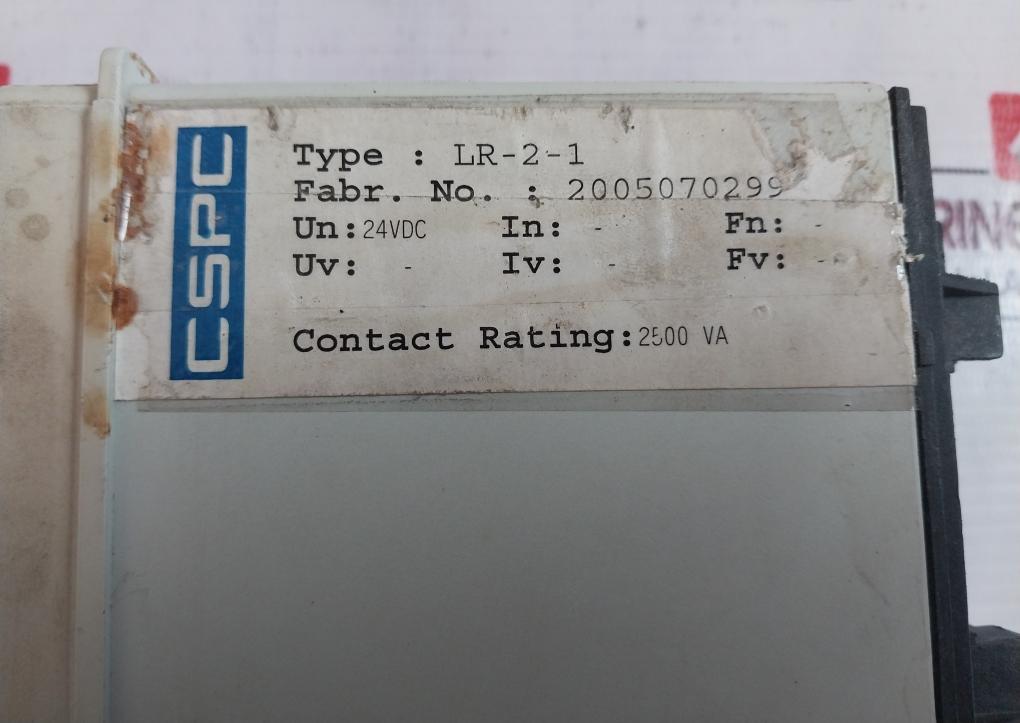 CSPC
Type : LR-2-1
Fabr. No. : 2005070299
Un: 24VDC In: - Fn: -
Uv: - Iv: - Fv: -
Contact Rating: 2500 VA